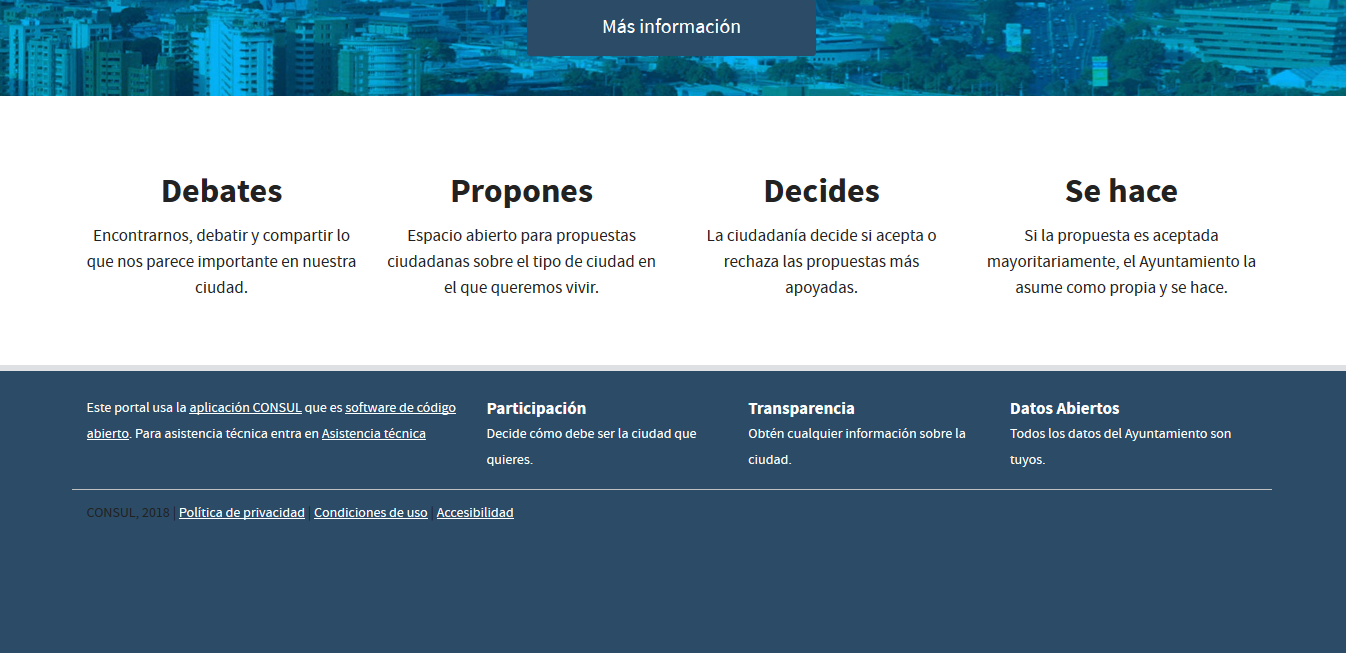 Más información
Debates
Encontrarnos, debatir y compartir lo
que nos parece importante en nuestra
ciudad.
Propones
Espacio abierto para propuestas
ciudadanas sobre el tipo de ciudad en
el que queremos vivir.
Decides
La ciudadanía decide si acepta o
rechaza las propuestas más
apoyadas.
Se hace
Si la propuesta es aceptada
mayoritariamente, el Ayuntamiento la
asume como propia y se hace.
Este portal usa la aplicación CONSUL que es software de código
abierto. Para asistencia técnica entra en Asistencia técnica
Participación
Decide cómo debe ser la ciudad que
quieres.
Transparencia
Obtén cualquier información sobre la
ciudad.
Datos Abiertos
Todos los datos del Ayuntamiento son
tuyos.
CONSUL, 2018 | Política de privacidad | Condiciones de uso | Accesibilidad